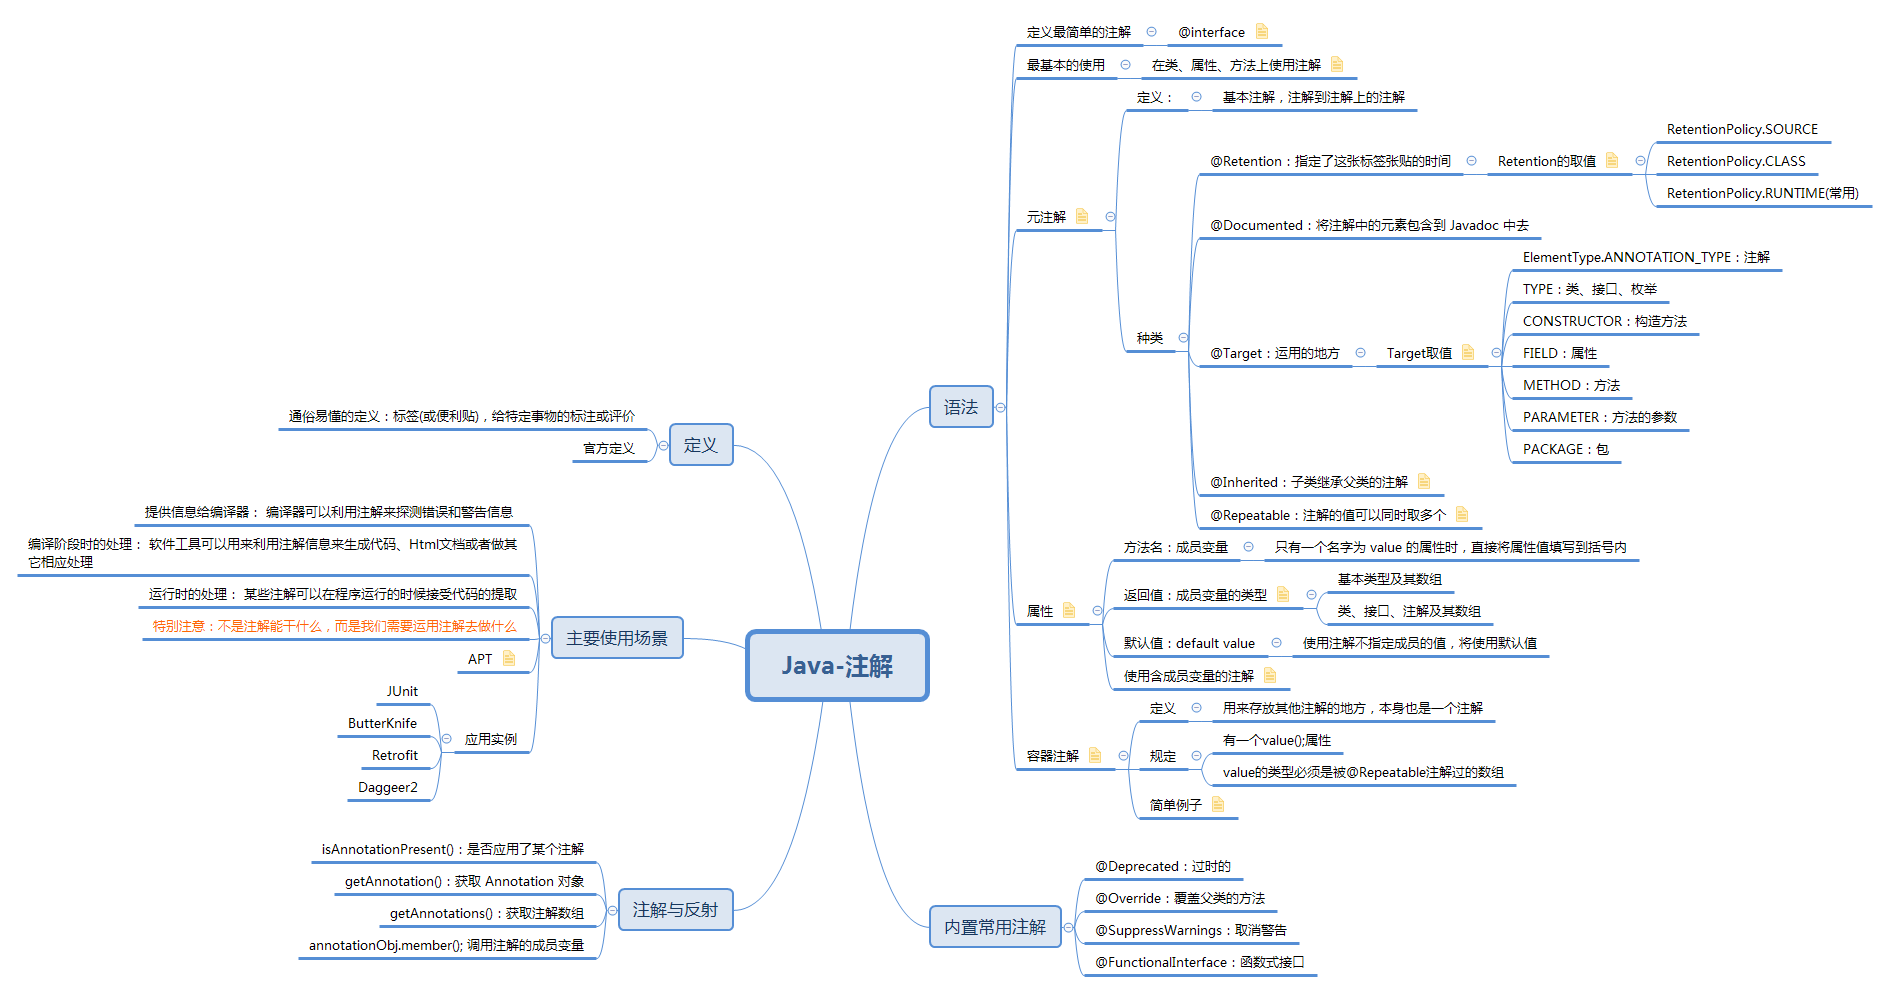 Java-注解
语法
定义最简单的注解
@interface
最基本的使用
在类、属性、方法上使用注解
元注解
定义：
基本注解，注解到注解上的注解
种类
@Retention：指定了这张标签张贴的时间
Retention的取值
RetentionPolicy.SOURCE
RetentionPolicy.CLASS
RetentionPolicy.RUNTIME(常用)
@Documented：将注解中的元素包含到 Javadoc 中去
@Target：运用的地方
Target取值
ElementType.ANNOTATION_TYPE：注解
TYPE：类、接口、枚举
CONSTRUCTOR：构造方法
FIELD：属性
METHOD：方法
PARAMETER：方法的参数
PACKAGE：包
@Inherited：子类继承父类的注解
@Repeatable：注解的值可以同时取多个
属性
方法名：成员变量
只有一个名字为 value 的属性时，直接将属性值填写到括号内
返回值：成员变量的类型
基本类型及其数组
类、接口、注解及其数组
默认值：default value
使用注解不指定成员的值，将使用默认值
使用含成员变量的注解
容器注解
定义
用来存放其他注解的地方，本身也是一个注解
规定
有一个value();属性
value的类型必须是被@Repeatable注解过的数组
简单例子
内置常用注解
@Deprecated：过时的
@Override：覆盖父类的方法
@SuppressWarnings：取消警告
@FunctionalInterface：函数式接口
定义
通俗易懂的定义：标签(或便利贴)，给特定事物的标注或评价
官方定义
主要使用场景
提供信息给编译器： 编译器可以利用注解来探测错误和警告信息
编译阶段时的处理： 软件工具可以用来利用注解信息来生成代码、Html文档或者做其
它相应处理
运行时的处理： 某些注解可以在程序运行的时候接受代码的提取
特别注意：不是注解能干什么，而是我们需要运用注解去做什么
APT
应用实例
JUnit
ButterKnife
Retrofit
Daggeer2
注解与反射
isAnnotationPresent()：是否应用了某个注解
getAnnotation()：获取 Annotation 对象
getAnnotations()：获取注解数组
annotationObj.member(); 调用注解的成员变量